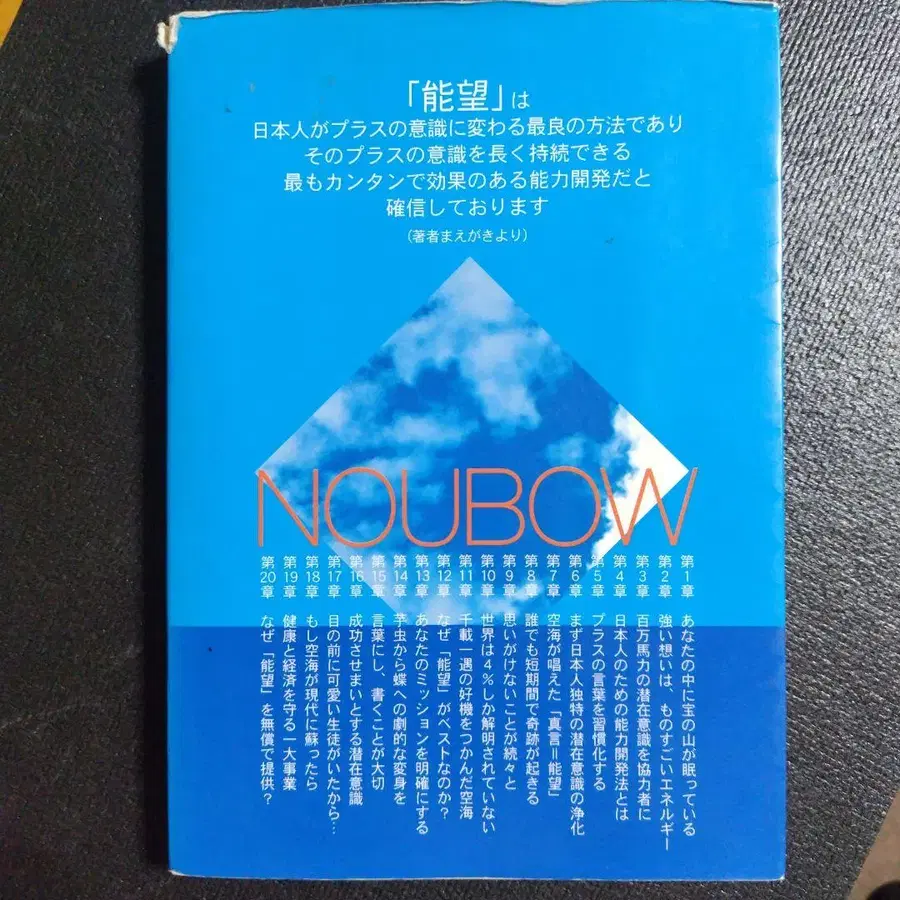 「能望」は
日本人がプラスの意識に変わる最良の方法であり
そのプラスの意識を長く持続できる
最もカンタンで効果のある能力開発だと
確信しております
(著者まえがきより)
NOUBOW
第1章 あなたの中に宝の山が眠っている
第2章 強い想いは、ものすごいエネルギー
第3章 百万馬力の潜在意識を協力者に
第4章 日本人のための能力開発法とは
第5章 プラスの言葉を習慣化する
第6章 まず日本人独特の潜在意識の浄化
第7章 空海が唱えた「真言=能望」
第8章 誰でも短期間で奇跡が起きる
第9章 思いがけないことが続々と
第10章 世界は4%しか解明されていない
第11章 千載一遇の好機をつかんだ空海
第12章 なぜ「能望」がベストなのか?
第13章 あなたのミッションを明確にする
第14章 芋虫から蝶への劇的な変身を
第15章 言葉にし、書くことが大切
第16章 成功させまいとする潜在意識
第17章 目の前に可愛い生徒がいたから…
第18章 もし空海が現代に蘇ったら
第19章 健康と経済を守る一大事業
第20章 なぜ「能望」を無償で提供?